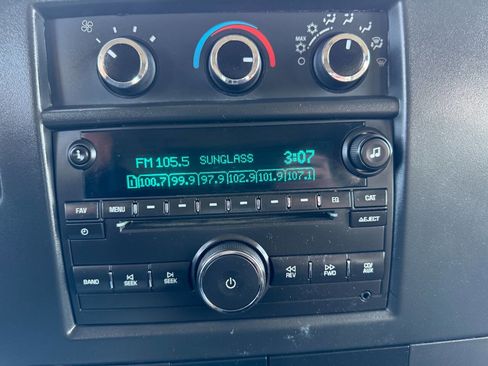 MAX
FM 105.5 SUNGLASS 3:07
1 100.7 99.9 97.9 102.9 101.9 107.1
FAV MENU EQ CAT
EJECT
BAND SEEK SEEK REV FWD CD/AUX